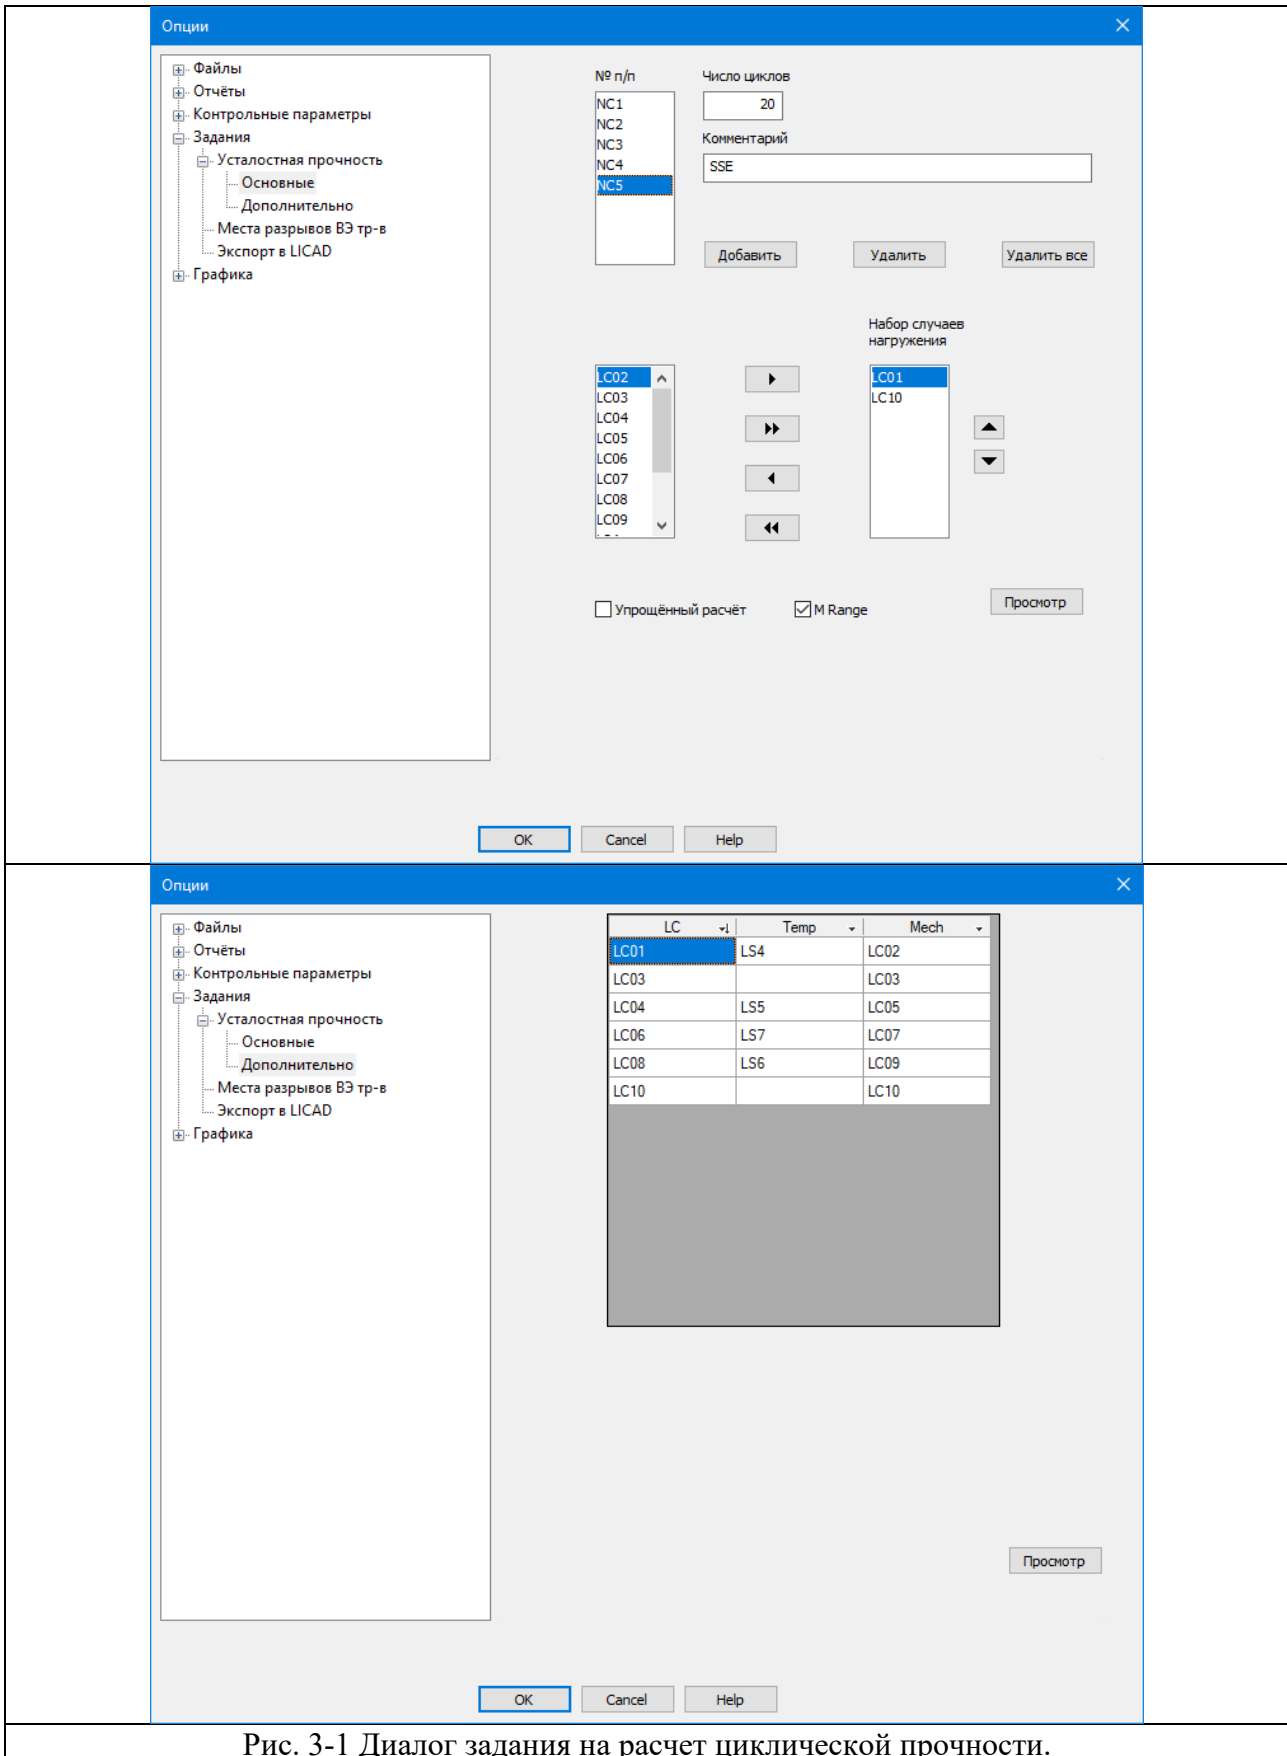 Опции
Файлы
Отчёты
Контрольные параметры
Задания
Усталостная прочность
Основные
Дополнительно
Места разрывов ВЭ тр-в
Экспорт в LICAD
Графика
№ п/п
NC1
NC2
NC3
NC4
NC5
Число циклов
20
Комментарий
SSE
Добавить
Удалить
Удалить все
Набор случаев
нагружения
LC02
LC03
LC04
LC05
LC06
LC07
LC08
LC09
LC01
LC10
Упрощённый расчёт
M Range
Просмотр
OK
Cancel
Help
Опции
Файлы
Отчёты
Контрольные параметры
Задания
Усталостная прочность
Основные
Дополнительно
Места разрывов ВЭ тр-в
Экспорт в LICAD
Графика
LC Temp Mech
LC01 LS4 LC02
LC03 LC03
LC04 LS5 LC05
LC06 LS7 LC07
LC08 LS6 LC09
LC10 LC10
Просмотр
OK
Cancel
Help
Рис. 3-1 Диалог задания на расчет циклической прочности.